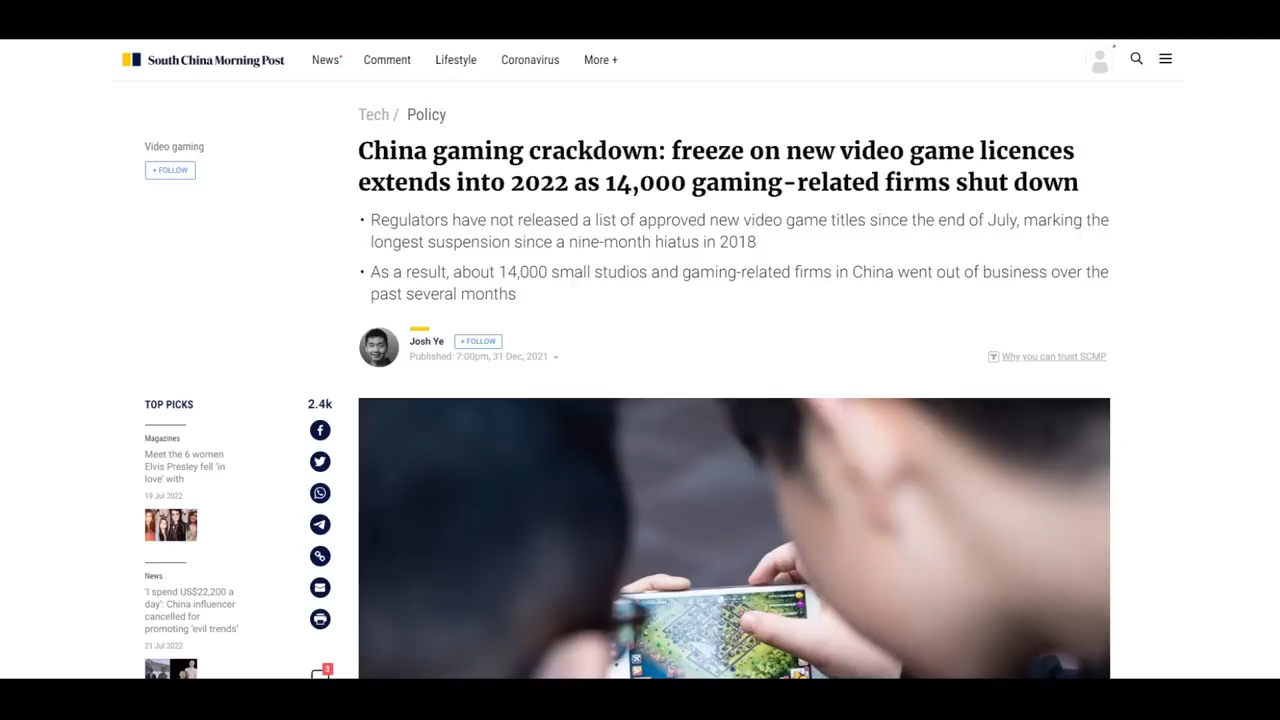 South China Morning Post
News
Comment
Lifestyle
Coronavirus
More +
Tech / Policy
Video gaming
+ FOLLOW
China gaming crackdown: freeze on new video game licences
extends into 2022 as 14,000 gaming-related firms shut down
• Regulators have not released a list of approved new video game titles since the end of July, marking the
longest suspension since a nine-month hiatus in 2018
• As a result, about 14,000 small studios and gaming-related firms in China went out of business over the
past several months
Josh Ye
+ FOLLOW
Published: 7:00pm, 31 Dec, 2021
Why you can trust SCMP
TOP PICKS
2.4k
Magazines
Meet the 6 women
Elvis Presley fell 'in
love' with
19 Jul 2022
News
'I spend US$22,200 a
day': China influencer
cancelled for
promoting 'evil trends'
21 Jul 2022
3